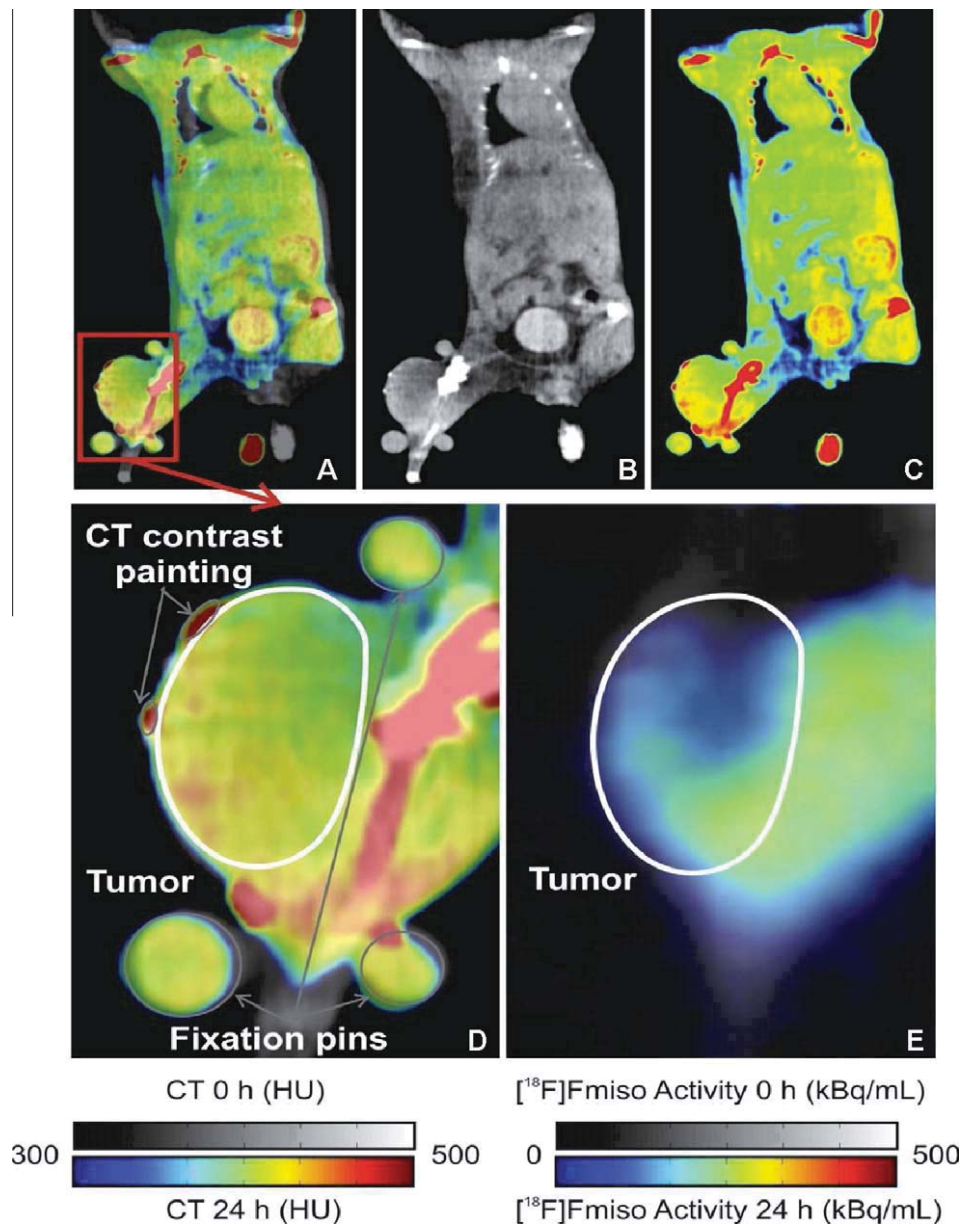 A
B
C
CT contrast
painting
Tumor
Fixation pins
D
Tumor
E
CT 0 h (HU)
300
500
CT 24 h (HU)
[¹⁸F]Fmiso Activity 0 h (kBq/mL)
0
500
[¹⁸F]Fmiso Activity 24 h (kBq/mL)